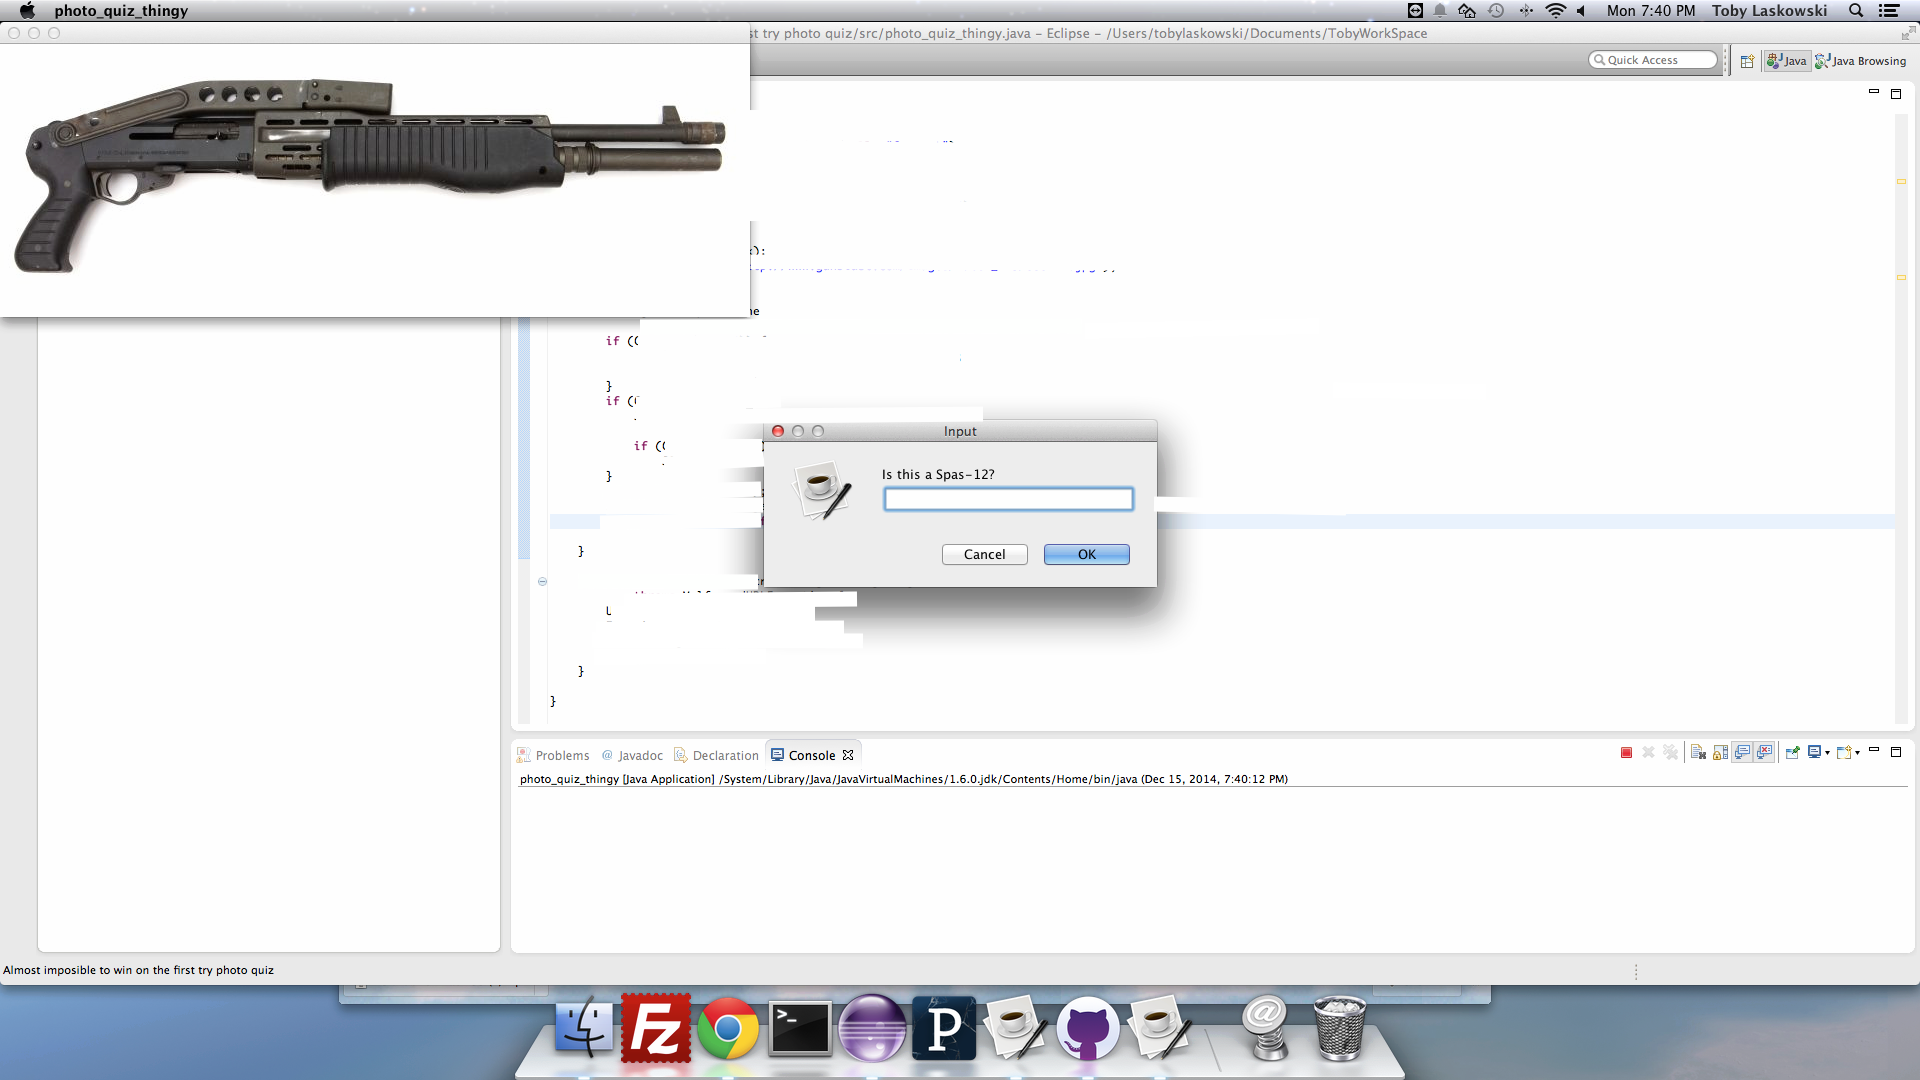 photo_quiz_thingy
Mon 7:40 PM Toby Laskowski
st try photo quiz/src/photo_quiz_thingy.java - Eclipse - /Users/tobylaskowski/Documents/TobyWorkSpace
Quick Access
Java
Java Browsing
if (
}
if (
if (
}
}
}
}
Input
Is this a Spas-12?
Cancel
OK
Problems
@ Javadoc
Declaration
Console
photo_quiz_thingy [Java Application] /System/Library/Java/JavaVirtualMachines/1.6.0.jdk/Contents/Home/bin/java (Dec 15, 2014, 7:40:12 PM)
Almost imposible to win on the first try photo quiz
Fz
>_
P
@